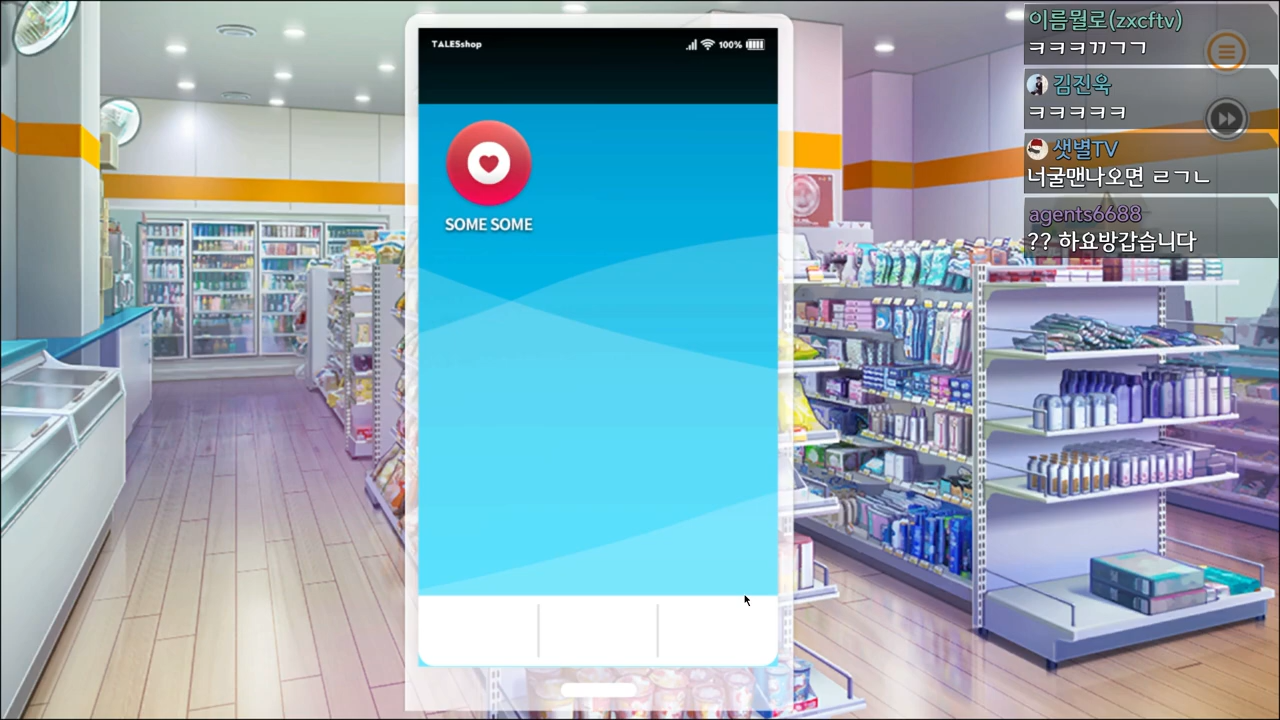 TALESshop
100%
SOME SOME
이름뭘로(zxcftv)
ㅋㅋㅋㄲㄱㄱ
김진욱
ㅋㅋㅋㅋㅋ
샛별TV
너굴맨나오면 ㄹㄱㄴ
agents6688
?? 하요방갑습니다